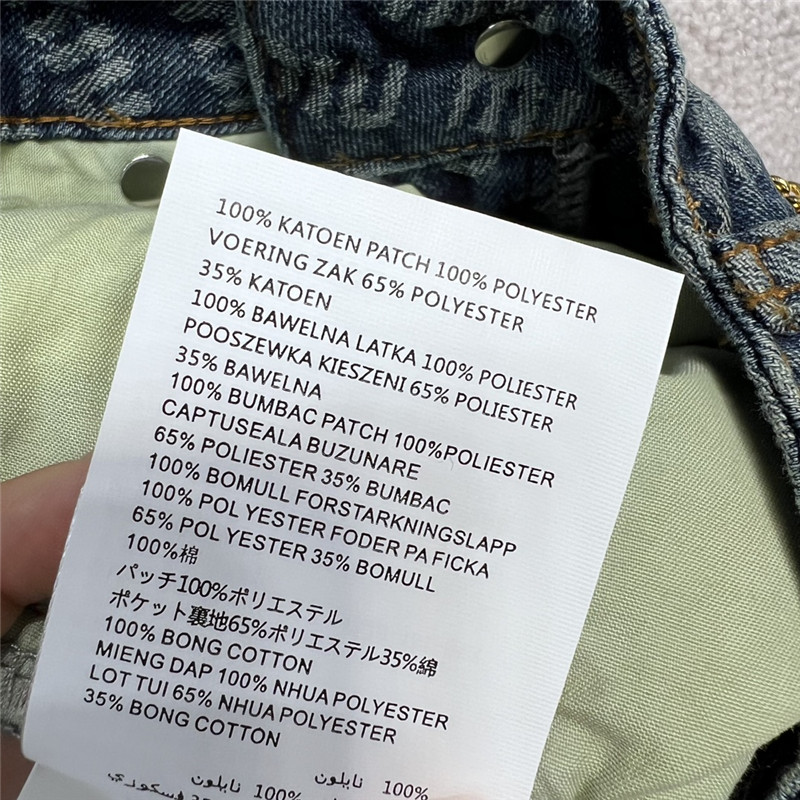 100% KATOEN PATCH 100% POLYESTER
VOERING ZAK 65% POLYESTER
35% KATOEN
100% BAWELNA LATKA 100% POLIESTER
POOSZEWKA KIESZENI 65% POLIESTER
35% BAWELNA
100% BUMBAC PATCH 100%POLIESTER
CAPTUSEALA BUZUNARE
65% POLIESTER 35% BUMBAC
100% BOMULL FORSTARKNINGSLAPP
100% POL YESTER FODER PA FICKA
65% POL YESTER 35% BOMULL
100%棉
パッチ100%ポリエステル
ポケット裏地65%ポリエステル35%綿
100% BONG COTTON
MIENG DAP 100% NHUA POLYESTER
LOT TUI 65% NHUA POLYESTER
35% BONG COTTON
100% نايلون 100% نايلون